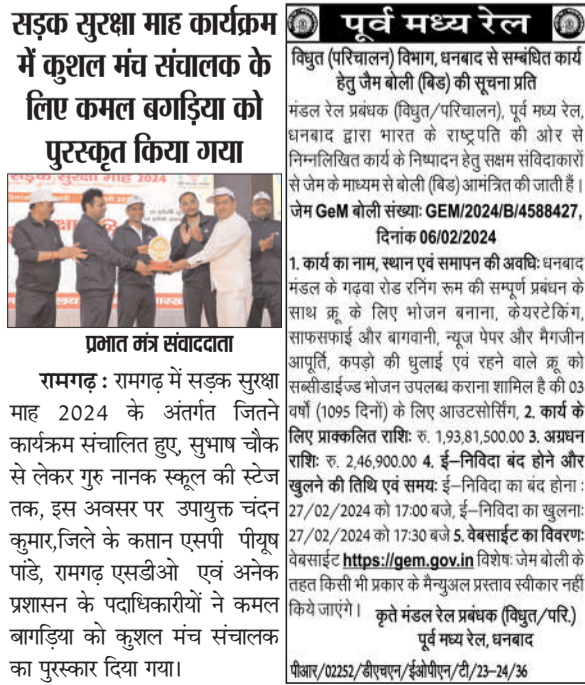 सड़क सुरक्षा माह कार्यक्रम
में कुशल मंच संचालक के
लिए कमल बगड़िया को
पुरस्कृत किया गया
सड़क सुरक्षा माह 2024
प्रभात मंत्र संवाददाता
रामगढ़ : रामगढ़ में सड़क सुरक्षा
माह 2024 के अंतर्गत जितने
कार्यक्रम संचालित हुए, सुभाष चौक
से लेकर गुरु नानक स्कूल की स्टेज
तक, इस अवसर पर उपायुक्त चंदन
कुमार,जिले के कप्तान एसपी पीयूष
पांडे, रामगढ़ एसडीओ एवं अनेक
प्रशासन के पदाधिकारीयों ने कमल
बागड़िया को कुशल मंच संचालक
का पुरस्कार दिया गया।
पूर्व मध्य रेल
विधुत (परिचालन) विभाग, धनबाद से सम्बंधित कार्य
हेतु जैम बोली (बिड) की सूचना प्रति
मंडल रेल प्रबंधक (विधुत/परिचालन), पूर्व मध्य रेल,
धनबाद द्वारा भारत के राष्ट्रपति की ओर से
निम्नलिखित कार्य के निष्पादन हेतु सक्षम संविदाकारों
से जेम के माध्यम से बोली (बिड) आमंत्रित की जाती हैं।
जेम GeM बोली संख्याः GEM/2024/B/4588427,
दिनांक 06/02/2024
1. कार्य का नाम, स्थान एवं समापन की अवधिः धनबाद
मंडल के गढ़वा रोड रनिंग रूम की सम्पूर्ण प्रबंधन के
साथ क्रू के लिए भोजन बनाना, केयरटेकिंग,
साफसफाई और बागवानी, न्यूज पेपर और मैगजीन
आपूर्ति, कपड़ो की धुलाई एवं रहने वाले क्रू को
सब्सीडाईज्ड भोजन उपलब्ध कराना शामिल है की 03
वर्षो (1095 दिनों) के लिए आउटसोर्सिंग, 2. कार्य के
लिए प्राक्कलित राशिः रु. 1,93,81,500.00 3. अग्रधन
राशिः रु. 2,46,900.00 4. ई–निविदा बंद होने और
खुलने की तिथि एवं समयः ई–निविदा का बंद होना :
27/02/2024 को 17:00 बजे, ई–निविदा का खुलना:
27/02/2024 को 17:30 बजे 5. वेबसाईट का विवरणः
वेबसाईट https://gem.gov.in विशेषः जेम बोली के
तहत किसी भी प्रकार के मैन्युअल प्रस्ताव स्वीकार नहीं
किये जाएंगे। कृते मंडल रेल प्रबंधक (विधुत/परि.)
पूर्व मध्य रेल, धनबाद
पीआर/02252/डीएचएन/ईओपीएन/टी/23–24/36